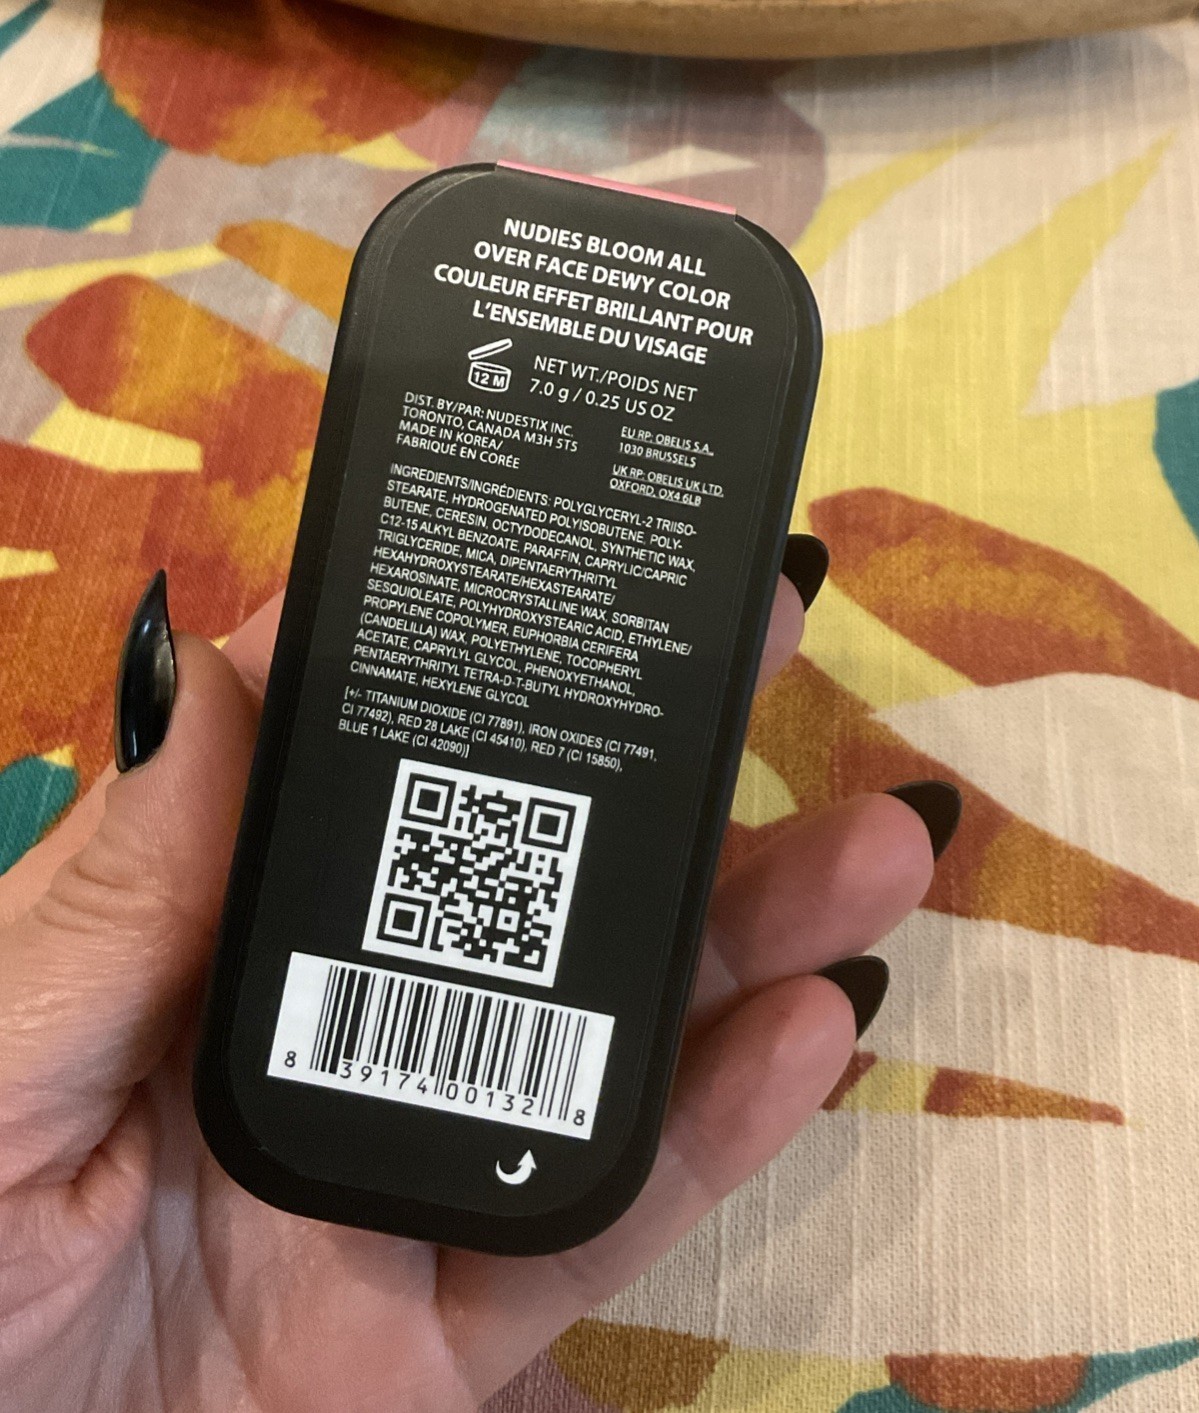 NUDIES BLOOM ALL
OVER FACE DEWY COLOR
COULEUR EFFET BRILLANT POUR
L'ENSEMBLE DU VISAGE
12 M
NET WT./POIDS NET
7.0 g / 0.25 US OZ
DIST. BY/PAR: NUDESTIX INC.
TORONTO, CANADA M3H 5T5
MADE IN KOREA/
FABRIQUÉ EN CORÉE
EU RP: OBELIS S.A.
1030 BRUSSELS
UK RP: OBELIS UK LTD.
OXFORD, OX4 6LB
INGREDIENTS/INGRÉDIENTS: POLYGLYCERYL-2 TRIISO-
STEARATE, HYDROGENATED POLYISOBUTENE, POLY-
BUTENE, CERESIN, OCTYDODECANOL, SYNTHETIC WAX,
C12-15 ALKYL BENZOATE, PARAFFIN, CAPRYLIC/CAPRIC
TRIGLYCERIDE, MICA, DIPENTAERYTHRITYL
HEXAHYDROXYSTEARATE/HEXASTEARATE/
HEXAROSINATE, MICROCRYSTALLINE WAX, SORBITAN
SESQUIOLEATE, POLYHYDROXYSTEARIC ACID, ETHYLENE/
PROPYLENE COPOLYMER, EUPHORBIA CERIFERA
(CANDELILLA) WAX, POLYETHYLENE, TOCOPHERYL
ACETATE, CAPRYLYL GLYCOL, PHENOXYETHANOL,
PENTAERYTHRITYL TETRA-D-T-BUTYL HYDROXYHYDRO-
CINNAMATE, HEXYLENE GLYCOL
[+/- TITANIUM DIOXIDE (CI 77891), IRON OXIDES (CI 77491,
CI 77492), RED 28 LAKE (CI 45410), RED 7 (CI 15850),
BLUE 1 LAKE (CI 42090)]
8 39174 00132 8